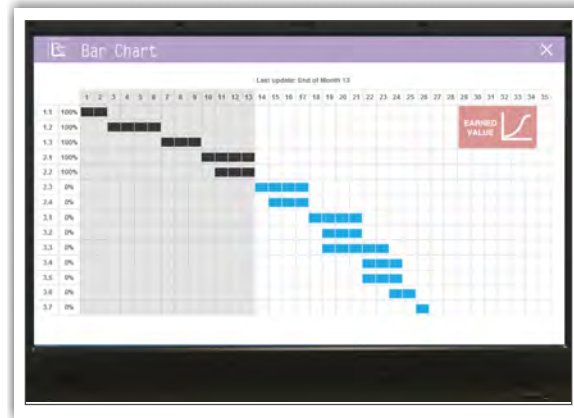 Bar Chart
Last update: End of Month 13
1 2 3 4 5 6 7 8 9 10 11 12 13 14 15 16 17 18 19 20 21 22 23 24 25 26 27 28 29 30 31 32 33 34 35
1.1 100%
EARNED
VALUE
1.2 100%
1.3 100%
2.1 100%
2.2 100%
2.3 0%
2.4 0%
3.1 0%
3.2 0%
3.3 0%
3.4 0%
3.5 0%
3.6 0%
3.7 0%